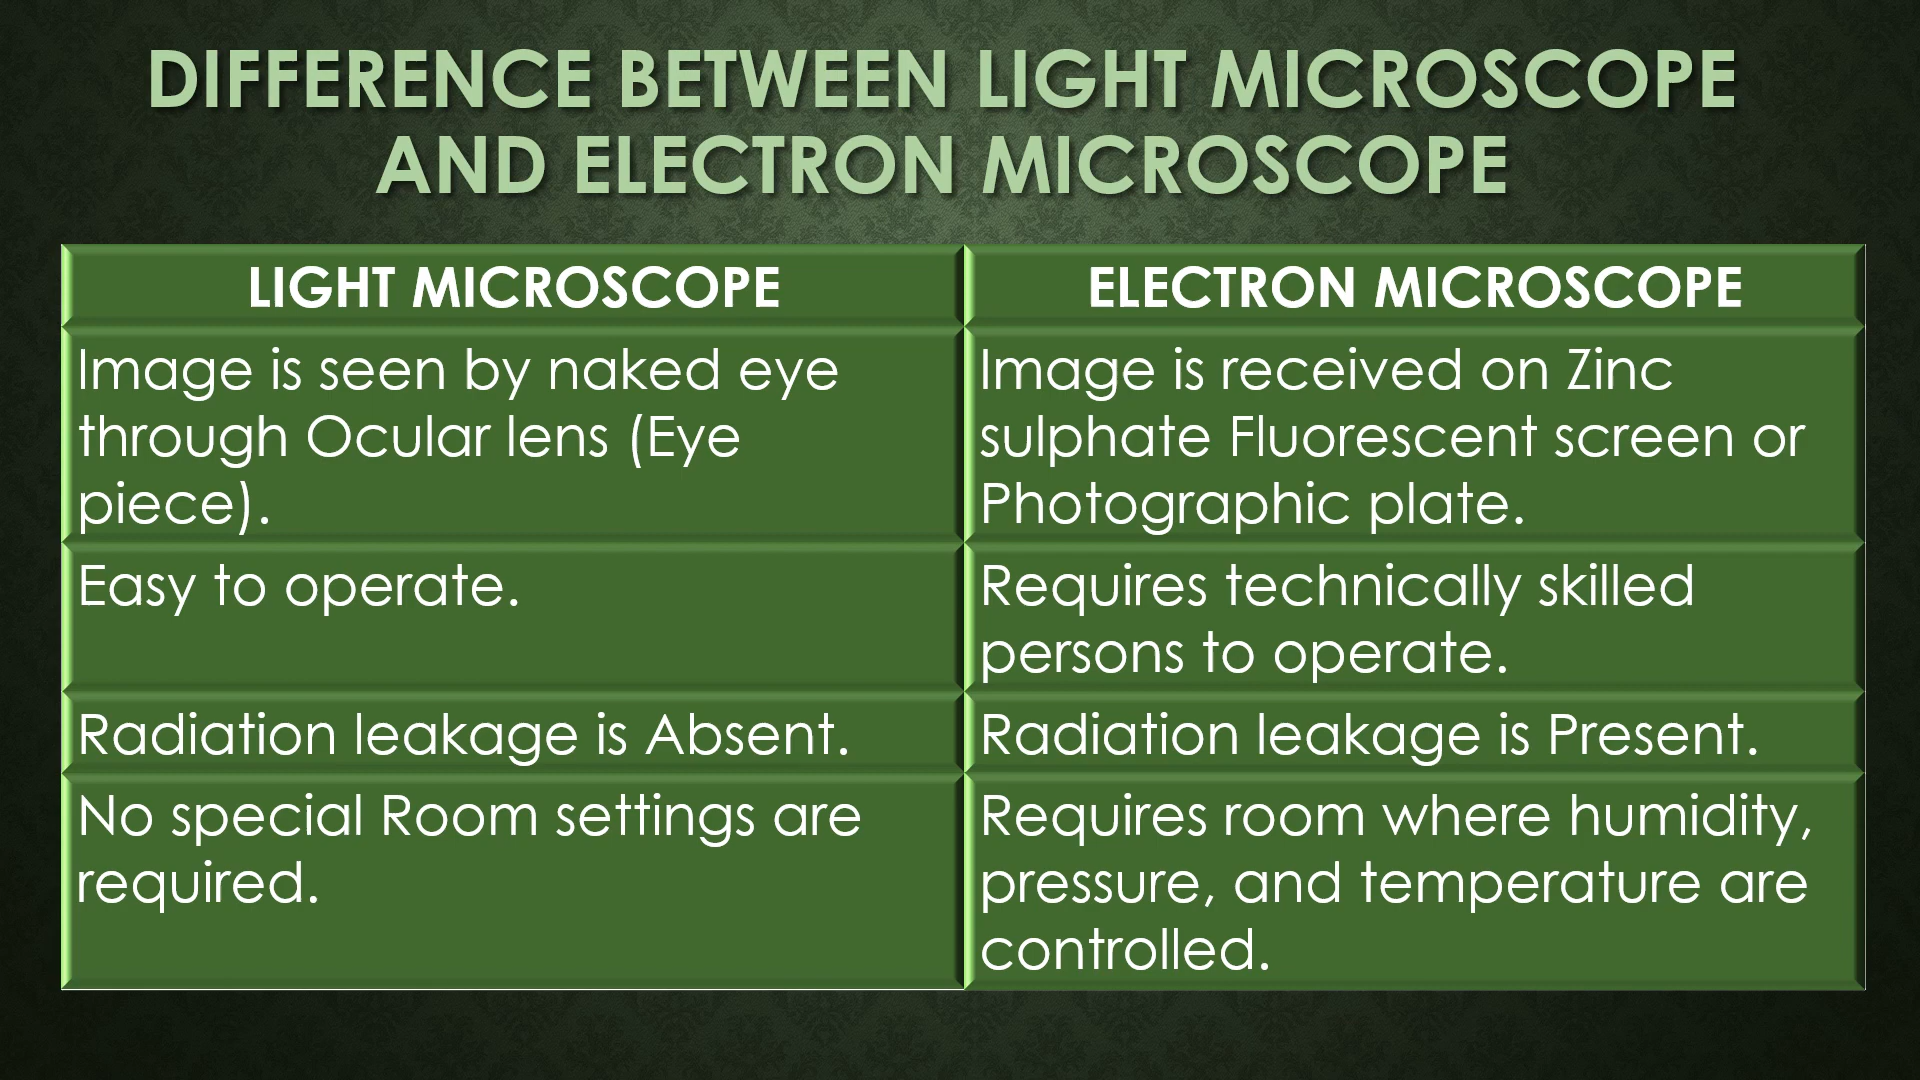 DIFFERENCE BETWEEN LIGHT MICROSCOPE
AND ELECTRON MICROSCOPE
LIGHT MICROSCOPE
ELECTRON MICROSCOPE
Image is seen by naked eye
through Ocular lens (Eye
piece).
Image is received on Zinc
sulphate Fluorescent screen or
Photographic plate.
Easy to operate.
Requires technically skilled
persons to operate.
Radiation leakage is Absent.
Radiation leakage is Present.
No special Room settings are
required.
Requires room where humidity,
pressure, and temperature are
controlled.